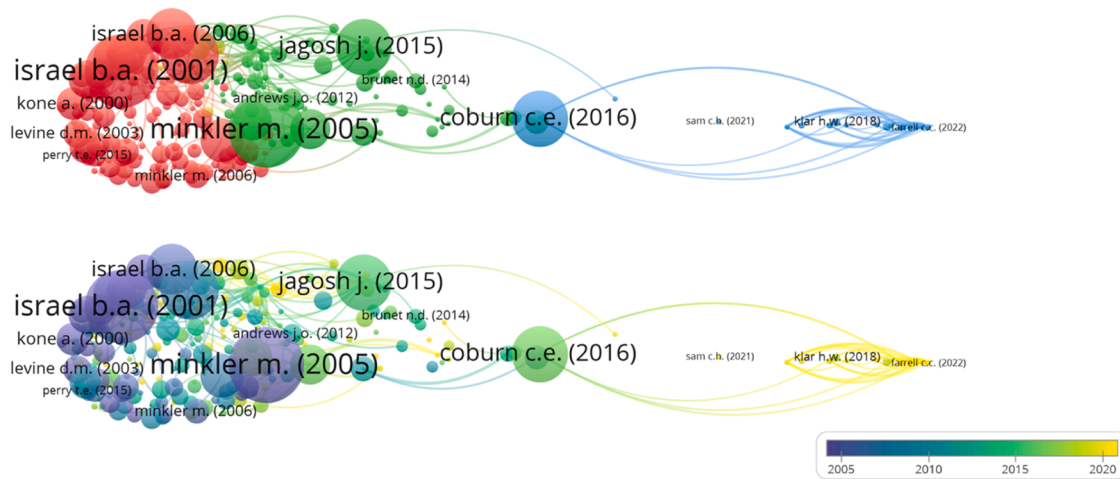 israel b.a. (2006)
jagosh j. (2015)
israel b.a. (2001)
brunet n.d. (2014)
kone a. (2000)
andrews j.o. (2012)
coburn c.e. (2016)
levine d.m. (2003)
minkler m. (2005)
sam c.h. (2021)
klar h.w. (2018)
farrell c.c. (2022)
perry t.e. (2015)
minkler m. (2006)
israel b.a. (2006)
jagosh j. (2015)
israel b.a. (2001)
brunet n.d. (2014)
kone a. (2000)
andrews j.o. (2012)
coburn c.e. (2016)
levine d.m. (2003)
minkler m. (2005)
sam c.h. (2021)
klar h.w. (2018)
farrell c.c. (2022)
perry t.e. (2015)
minkler m. (2006)
2005 2010 2015 2020